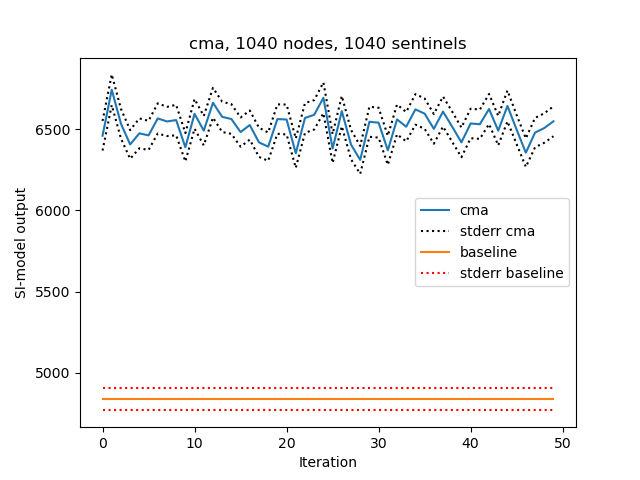 cma, 1040 nodes, 1040 sentinels
6500
6000
5500
5000
SI-model output
cma
stderr cma
baseline
stderr baseline
0 10 20 30 40 50
Iteration